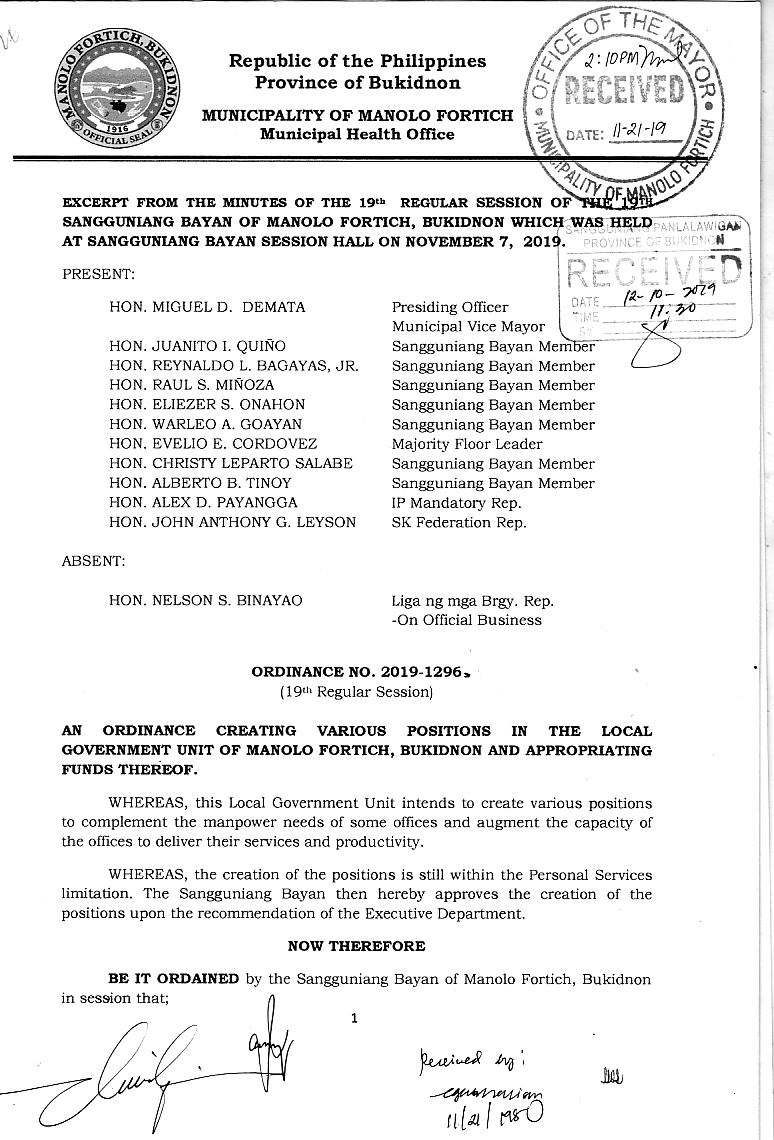 MANOLO FORTICH, BUKIDNON
1916
OFFICIAL SEAL
Republic of the Philippines
Province of Bukidnon
MUNICIPALITY OF MANOLO FORTICH
Municipal Health Office
OFFICE OF THE MAYOR
2:10PM
RECEIVED
DATE: 11-21-19
MUNICIPALITY OF MANOLO FORTICH
EXCERPT FROM THE MINUTES OF THE 19th REGULAR SESSION OF THE 19TH
SANGGUNIANG BAYAN OF MANOLO FORTICH, BUKIDNON WHICH WAS HELD
AT SANGGUNIANG BAYAN SESSION HALL ON NOVEMBER 7, 2019.
SANGGUNIANG PANLALAWIGAN
PROVINCE OF BUKIDNON
RECEIVED
DATE 12-10-2019
TIME 11:30
BY
PRESENT:
HON. MIGUEL D. DEMATA Presiding Officer
Municipal Vice Mayor
HON. JUANITO I. QUIÑO Sangguniang Bayan Member
HON. REYNALDO L. BAGAYAS, JR. Sangguniang Bayan Member
HON. RAUL S. MIÑOZA Sangguniang Bayan Member
HON. ELIEZER S. ONAHON Sangguniang Bayan Member
HON. WARLEO A. GOAYAN Sangguniang Bayan Member
HON. EVELIO E. CORDOVEZ Majority Floor Leader
HON. CHRISTY LEPARTO SALABE Sangguniang Bayan Member
HON. ALBERTO B. TINOY Sangguniang Bayan Member
HON. ALEX D. PAYANGGA IP Mandatory Rep.
HON. JOHN ANTHONY G. LEYSON SK Federation Rep.
ABSENT:
HON. NELSON S. BINAYAO Liga ng mga Brgy. Rep.
-On Official Business
ORDINANCE NO. 2019-1296
(19th Regular Session)
AN ORDINANCE CREATING VARIOUS POSITIONS IN THE LOCAL
GOVERNMENT UNIT OF MANOLO FORTICH, BUKIDNON AND APPROPRIATING
FUNDS THEREOF.
WHEREAS, this Local Government Unit intends to create various positions
to complement the manpower needs of some offices and augment the capacity of
the offices to deliver their services and productivity.
WHEREAS, the creation of the positions is still within the Personal Services
limitation. The Sangguniang Bayan then hereby approves the creation of the
positions upon the recommendation of the Executive Department.
NOW THEREFORE
BE IT ORDAINED by the Sangguniang Bayan of Manolo Fortich, Bukidnon
in session that;
1
Received by:
11/21/1980